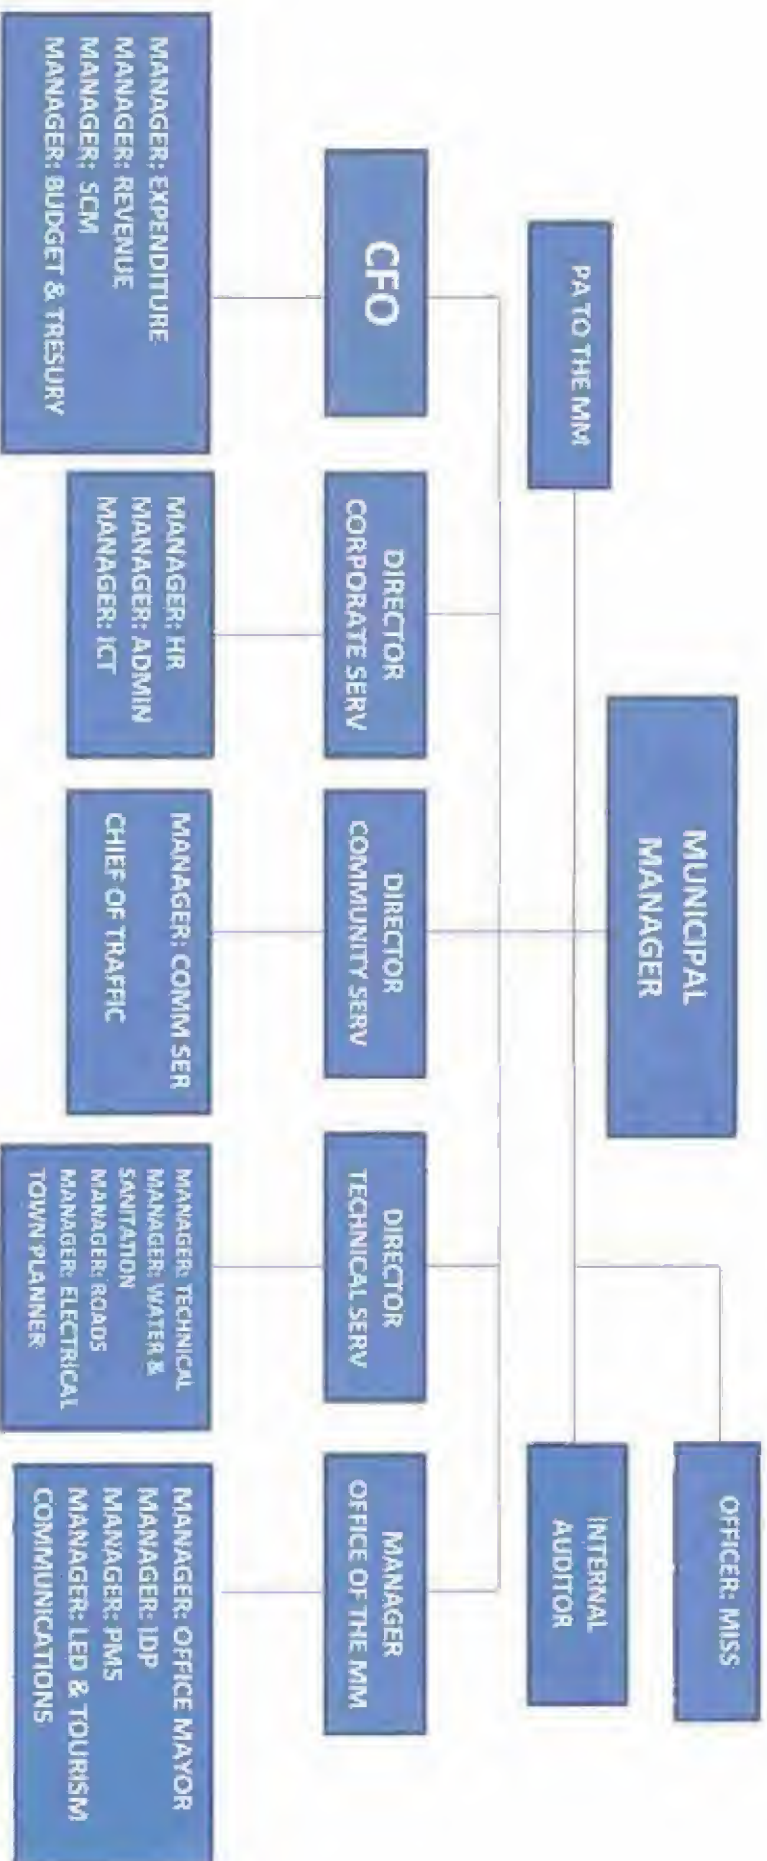 MUNICIPAL
MANAGER
OFFICER: MISS
PA TO THE MM
INTERNAL
AUDITOR
CFO
DIRECTOR
CORPORATE SERV
DIRECTOR
COMMUNITY SERV
DIRECTOR
TECHNICAL SERV
MANAGER
OFFICE OF THE MM
MANAGER: EXPENDITURE
MANAGER: REVENUE
MANAGER: SCM
MANAGER: BUDGET & TRESURY
MANAGER: HR
MANAGER: ADMIN
MANAGER: ICT
MANAGER: COMM SER
CHIEF OF TRAFFIC
MANAGER: TECHNICAL
MANAGER: WATER &
SANITATION
MANAGER: ROADS
MANAGER: ELECTRICAL
TOWN PLANNER
MANAGER: OFFICE MAYOR
MANAGER: IDP
MANAGER: PMS
MANAGER: LED & TOURISM
COMMUNICATIONS